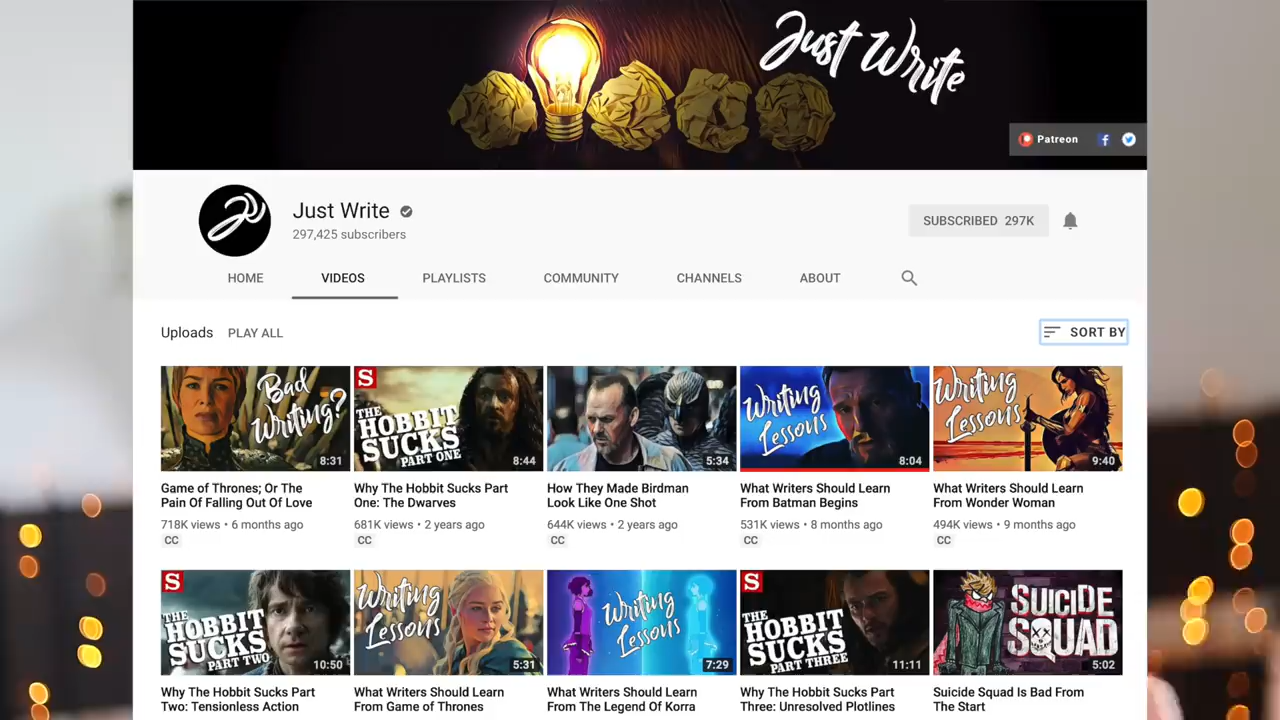 Just Write
Patreon
Just Write
297,425 subscribers
SUBSCRIBED 297K
HOME
VIDEOS
PLAYLISTS
COMMUNITY
CHANNELS
ABOUT
Uploads
PLAY ALL
SORT BY
Bad
Writing?
8:31
S
THE
HOBBIT
SUCKS
PART ONE
8:44
5:34
Writing
Lessons
8:04
Writing
Lessons
9:40
Game of Thrones; Or The
Pain Of Falling Out Of Love
718K views • 6 months ago
CC
Why The Hobbit Sucks Part
One: The Dwarves
681K views • 2 years ago
CC
How They Made Birdman
Look Like One Shot
644K views • 2 years ago
CC
What Writers Should Learn
From Batman Begins
531K views • 8 months ago
CC
What Writers Should Learn
From Wonder Woman
494K views • 9 months ago
CC
S
THE
HOBBIT
SUCKS
PART TWO
10:50
Writing
Lessons
5:31
Writing
Lessons
7:29
S
THE
HOBBIT
SUCKS
PART THREE
11:11
SUICIDE
SQUAD
5:02
Why The Hobbit Sucks Part
Two: Tensionless Action
What Writers Should Learn
From Game of Thrones
What Writers Should Learn
From The Legend Of Korra
Why The Hobbit Sucks Part
Three: Unresolved Plotlines
Suicide Squad Is Bad From
The Start